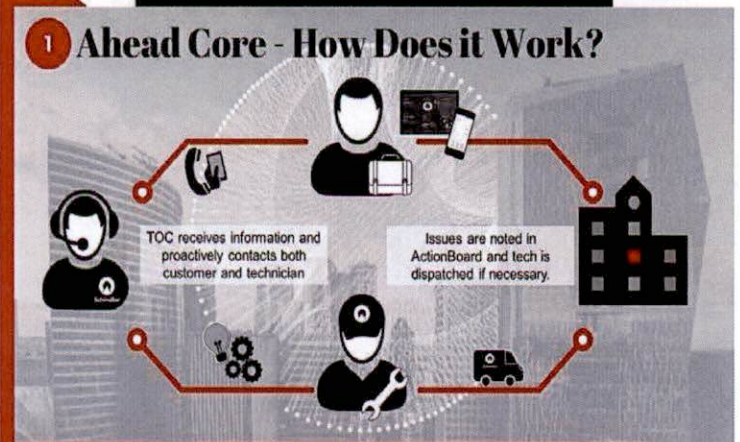 1 Ahead Core - How Does it Work?
TOC receives information and
proactively contacts both
customer and technician
Issues are noted in
ActionBoard and tech is
dispatched if necessary.
Schindler